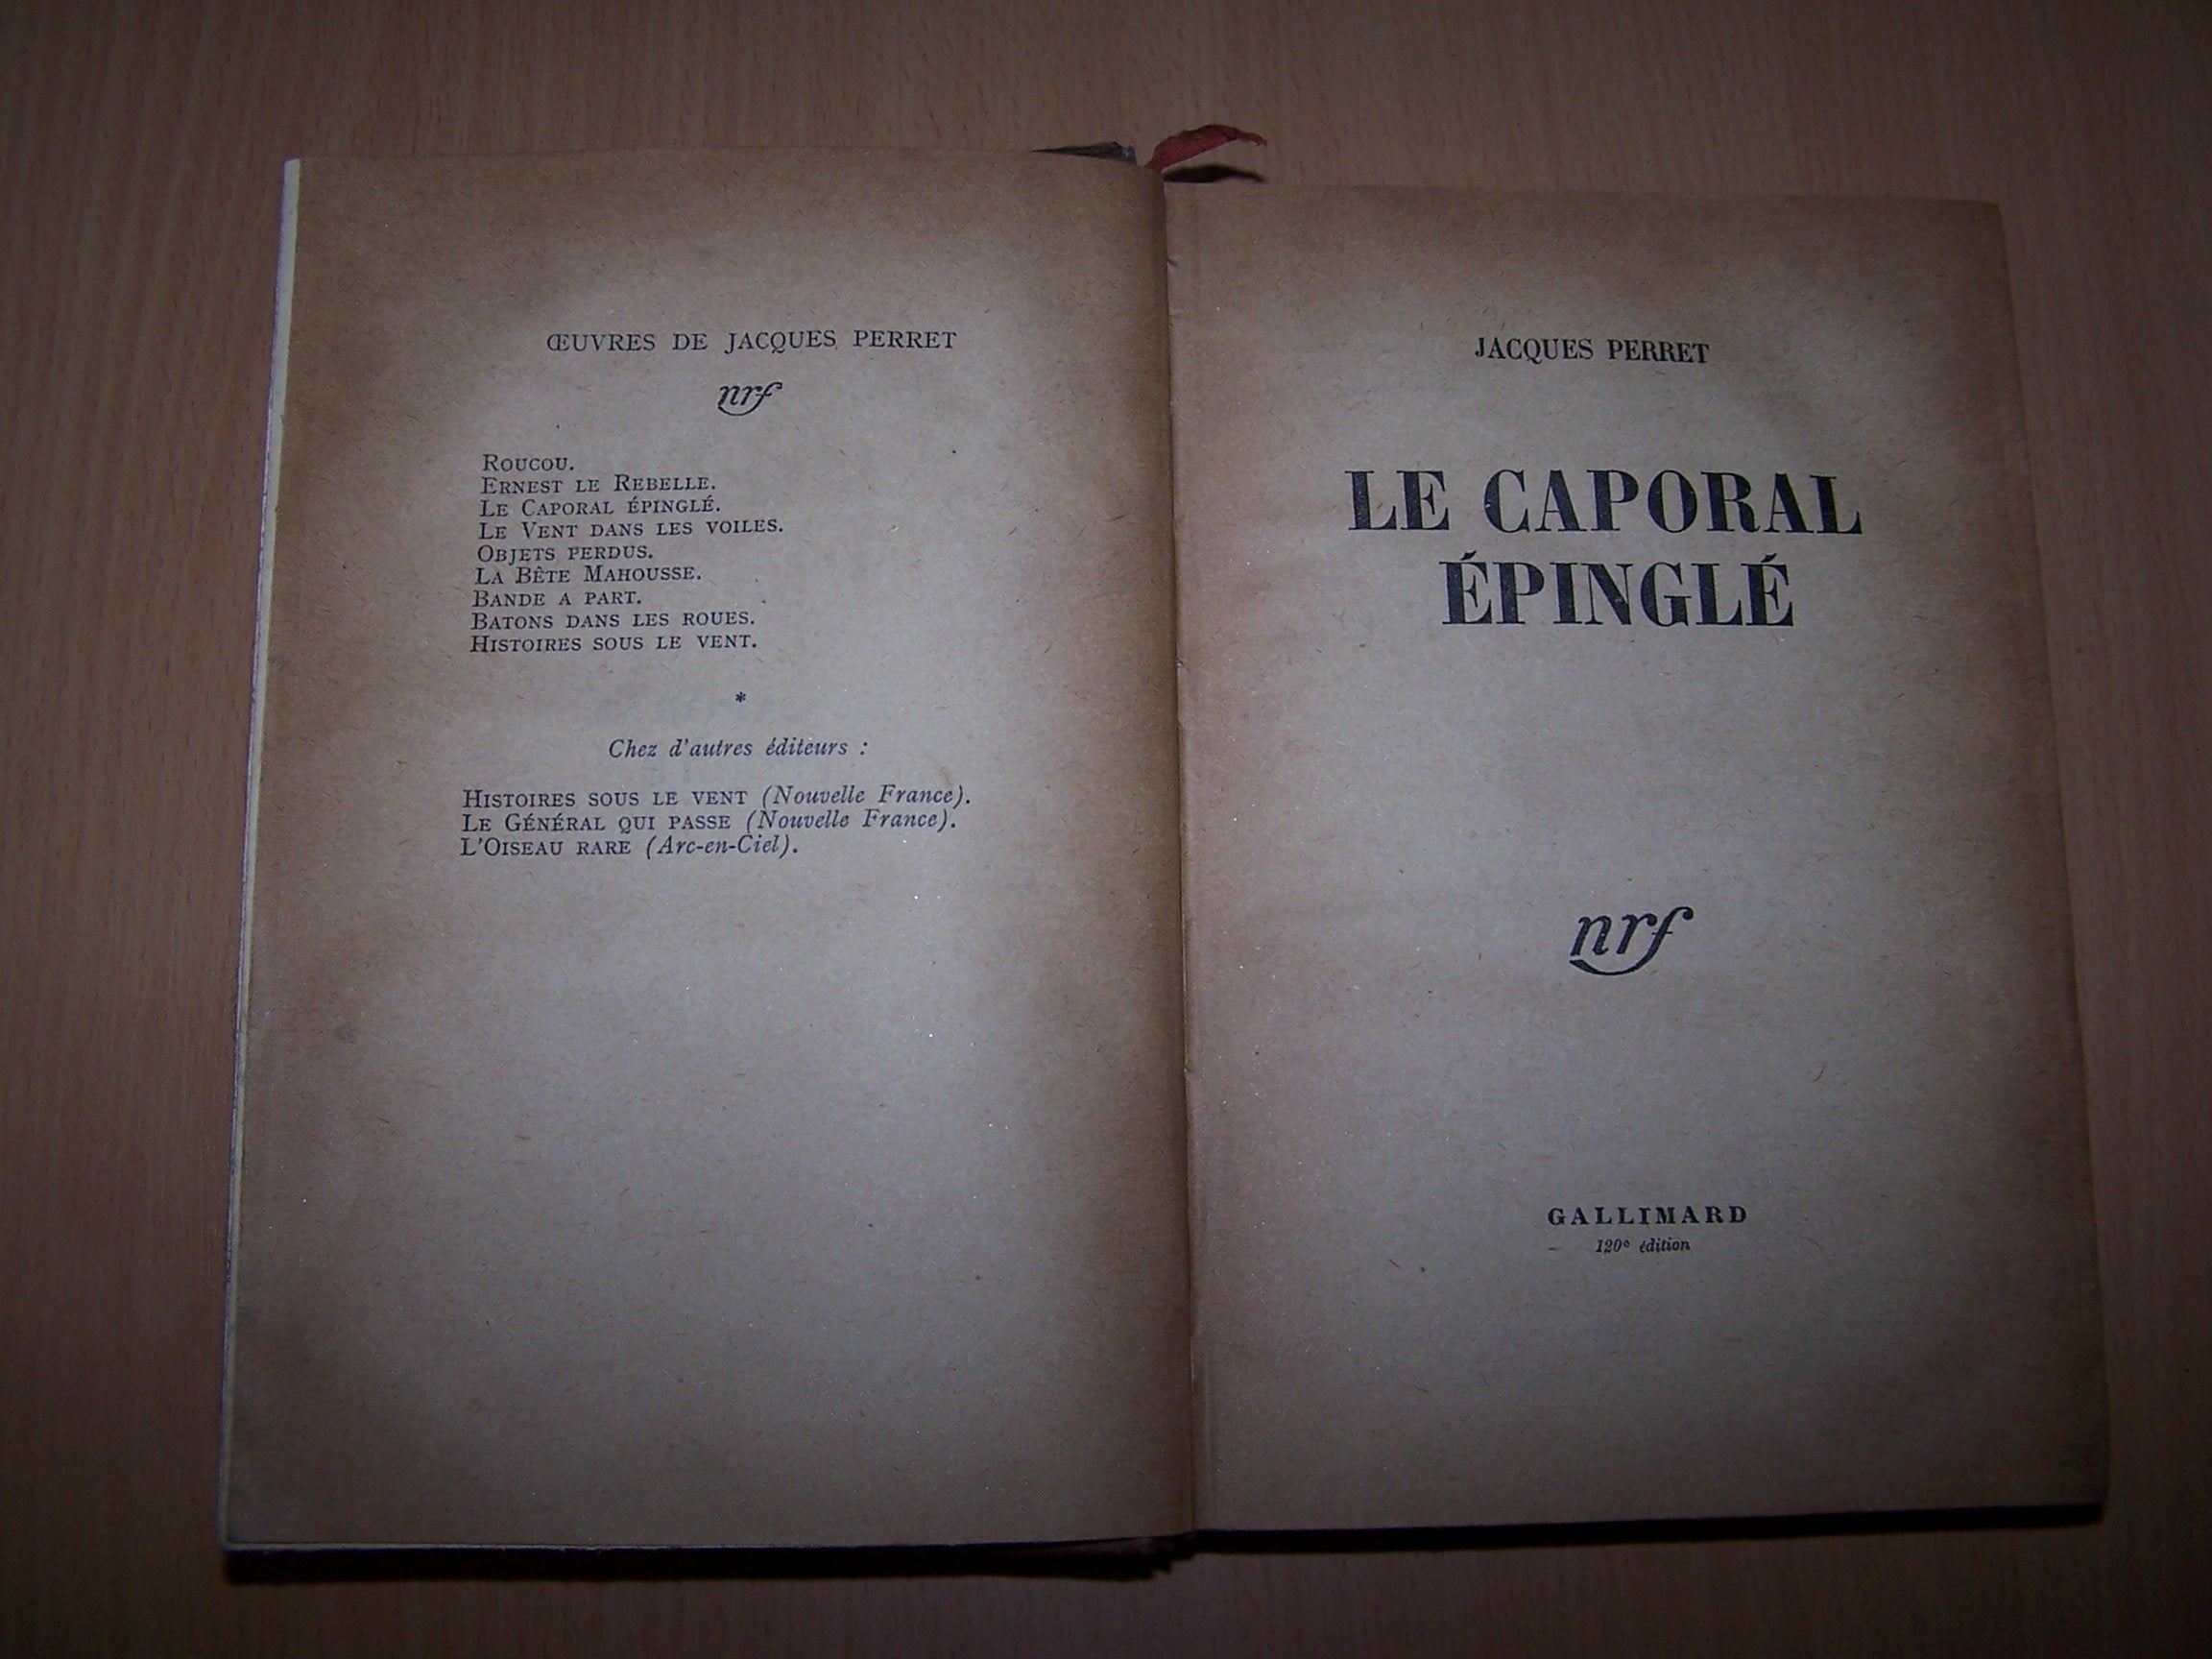 ŒUVRES DE JACQUES PERRET
nrf
ROUCOU.
ERNEST LE REBELLE.
LE CAPORAL ÉPINGLÉ.
LE VENT DANS LES VOILES.
OBJETS PERDUS.
LA BÊTE MAHOUSSE.
BANDE A PART.
BATONS DANS LES ROUES.
HISTOIRES SOUS LE VENT.
*
Chez d'autres éditeurs :
HISTOIRES SOUS LE VENT (Nouvelle France).
LE GÉNÉRAL QUI PASSE (Nouvelle France).
L'OISEAU RARE (Arc-en-Ciel).
JACQUES PERRET
LE CAPORAL
ÉPINGLÉ
nrf
GALLIMARD
120e édition